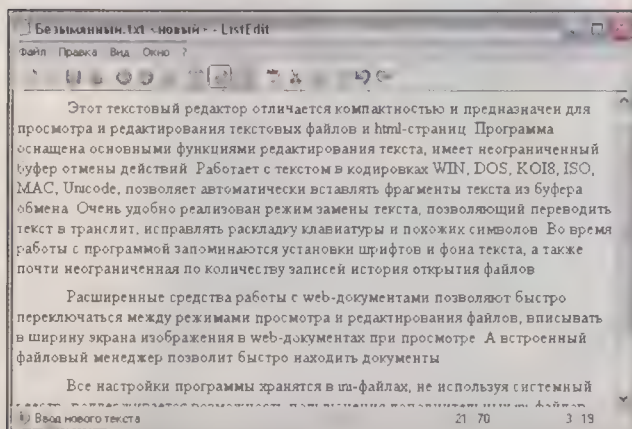 Безымянный.txt <новый> - ListEdit
Файл Правка Вид Окно ?
Этот текстовый редактор отличается компактностью и предназначен для
просмотра и редактирования текстовых файлов и html-страниц Программа
оснащена основными функциями редактирования текста, имеет неограниченный
буфер отмены действий Работает с текстом в кодировках WIN, DOS, KOI8, ISO,
MAC, Unicode, позволяет автоматически вставлять фрагменты текста из буфера
обмена Очень удобно реализован режим замены текста, позволяющий переводить
текст в транслит, исправлять раскладку клавиатуры и похожих символов Во время
работы с программой запоминаются установки шрифтов и фона текста, а также
почти неограниченная по количеству записей история открытия файлов
Расширенные средства работы с web-документами позволяют быстро
переключаться между режимами просмотра и редактирования файлов, вписывать
в ширину экрана изображения в web-документах при просмотре А встроенный
файловый менеджер позволит быстро находить документы
Все настройки программы хранятся в ini-файлах, не используя системный
Ввод нового текста 21 70 3 19